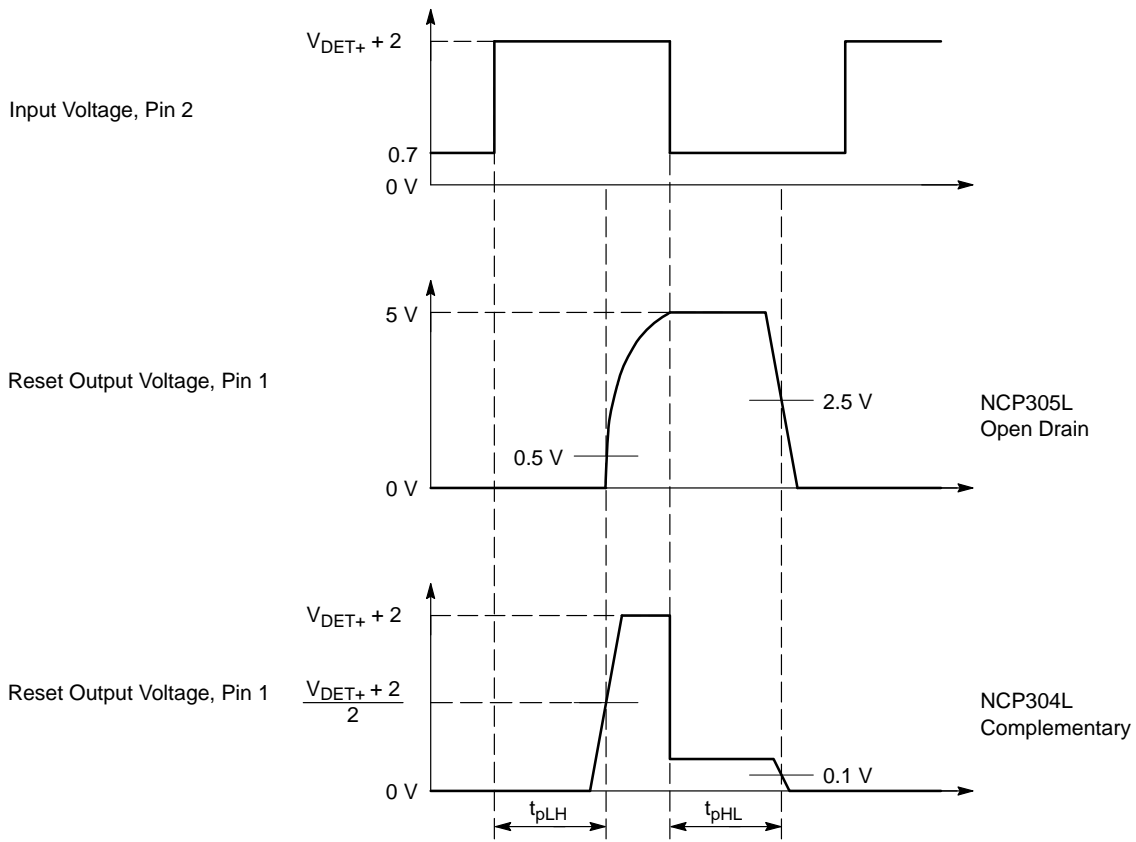 V_DET+ + 2
Input Voltage, Pin 2
0.7
0 V
5 V
Reset Output Voltage, Pin 1
2.5 V
NCP305L
Open Drain
0.5 V
0 V
V_DET+ + 2
Reset Output Voltage, Pin 1
V_DET+ + 2
2
NCP304L
Complementary
0.1 V
0 V
t_pLH
t_pHL